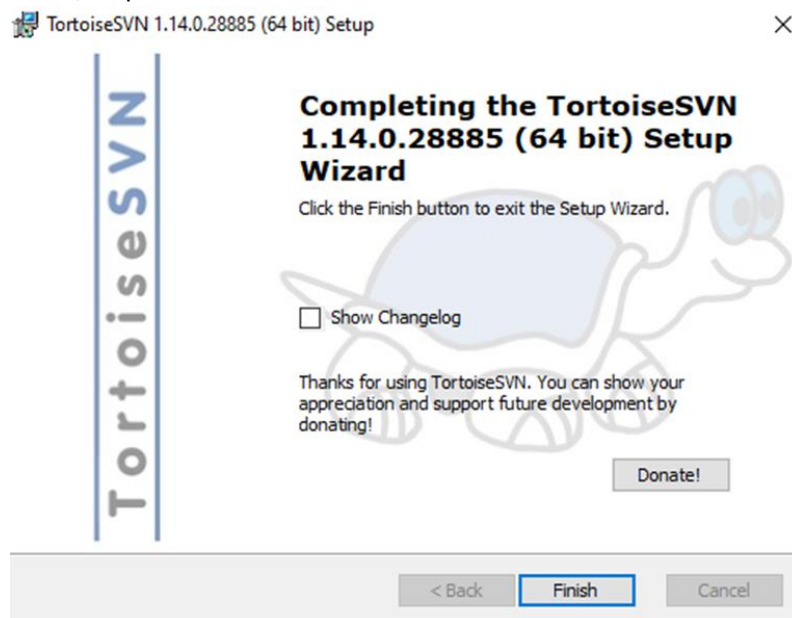 TortoiseSVN 1.14.0.28885 (64 bit) Setup
TortoiseSVN
Completing the TortoiseSVN
1.14.0.28885 (64 bit) Setup
Wizard
Click the Finish button to exit the Setup Wizard.
Show Changelog
Thanks for using TortoiseSVN. You can show your
appreciation and support future development by
donating!
Donate!
< Back
Finish
Cancel